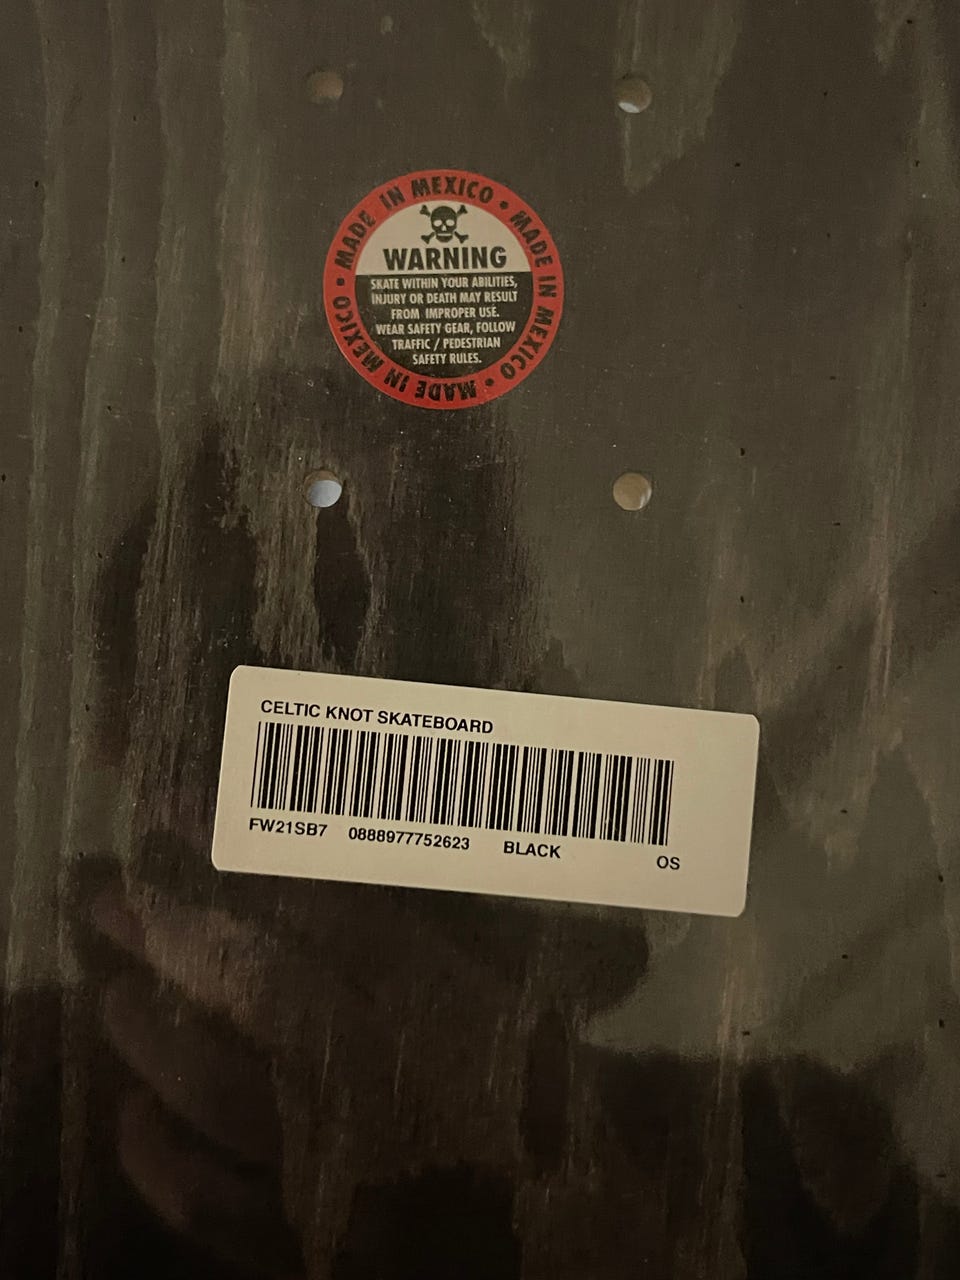 MADE IN MEXICO • MADE IN MEXICO • MADE IN MEXICO •
WARNING
SKATE WITHIN YOUR ABILITIES,
INJURY OR DEATH MAY RESULT
FROM IMPROPER USE.
WEAR SAFETY GEAR, FOLLOW
TRAFFIC / PEDESTRIAN
SAFETY RULES.
CELTIC KNOT SKATEBOARD
FW21SB7 0888977752623 BLACK OS